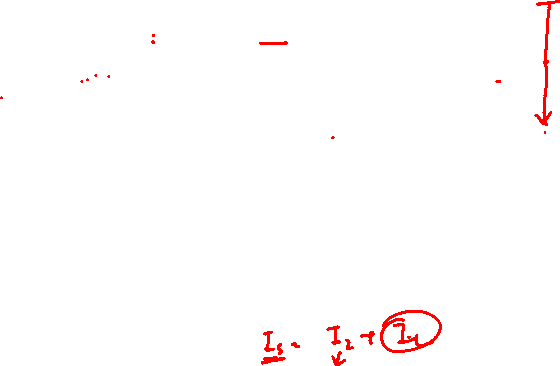 I₅ = I₂ + I₄